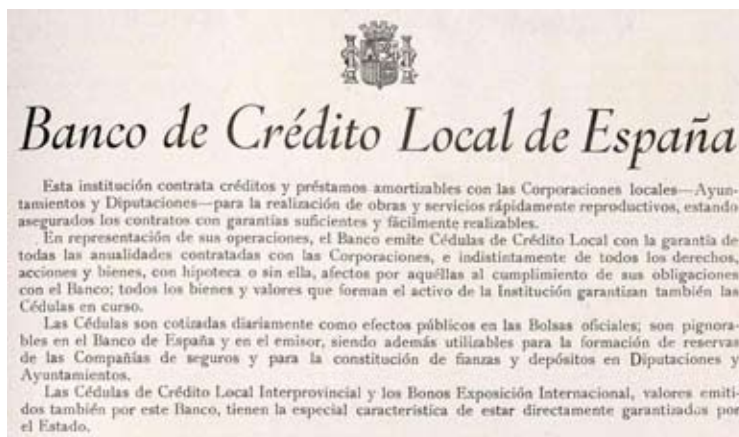 Banco de Crédito Local de España
Esta institución contrata créditos y préstamos amortizables con las Corporaciones locales—Ayun-
tamientos y Diputaciones—para la realización de obras y servicios rápidamente reproductivos, estando
asegurados los contratos con garantías suficientes y fácilmente realizables.
En representación de sus operaciones, el Banco emite Cédulas de Crédito Local con la garantía de
todas las anualidades contratadas con las Corporaciones, e indistintamente de todos los derechos,
acciones y bienes, con hipoteca o sin ella, afectos por aquéllas al cumplimiento de sus obligaciones
con el Banco; todos los bienes y valores que forman el activo de la Institución garantizan también las
Cédulas en curso.
Las Cédulas son cotizadas diariamente como efectos públicos en las Bolsas oficiales; son pignora-
bles en el Banco de España y en el emisor, siendo además utilizables para la formación de reservas
de las Compañías de seguros y para la constitución de fianzas y depósitos en Diputaciones y
Ayuntamientos.
Las Cédulas de Crédito Local Interprovincial y los Bonos Exposición Internacional, valores emiti-
dos también por este Banco, tienen la especial característica de estar directamente garantizados por
el Estado.